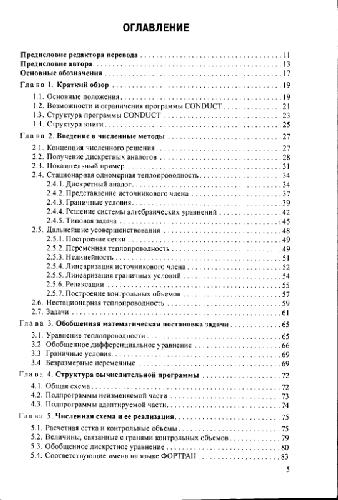 ОГЛАВЛЕНИЕ
Предисловие редактора перевода 11
Предисловие автора 13
Основные обозначения 17
Глава 1. Краткий обзор 19
1.1. Основные положения 19
1.2. Возможности и ограничения программы CONDUCT 21
1.3. Структура программы CONDUCT 23
1.4. Структура книги 25
Глава 2. Введение в численные методы 27
2.1. Концепция численного решения 27
2.2. Получение дискретных аналогов 28
2.3. Показательный пример 31
2.4. Стационарная одномерная теплопроводность 34
2.4.1. Дискретный аналог 34
2.4.2. Представление источникового члена 37
2.4.3. Граничные условия 39
2.4.4. Решение системы алгебраических уравнений 42
2.4.5. Типовая задача 45
2.5. Дальнейшие усовершенствования 48
2.5.1. Построение сетки 49
2.5.2. Переменная теплопроводность 49
2.5.3. Нелинейность 51
2.5.4. Линеаризация источникового члена 52
2.5.5. Линеаризация граничных условий 54
2.5.6. Релаксация 55
2.5.7. Построение контрольных объемов 57
2.6. Нестационарная теплопроводность 59
2.7. Задачи 61
Глава 3. Обобщенная математическая постановка задачи 65
3.1. Уравнение теплопроводности 65
3.2 Обобщенное дифференциальное уравнение 66
3.3 Граничные условия 69
3.4 Безразмерные переменные 69
Глава 4. Структура вычислительной программы 72
4.1. Общая схема 72
4.2. Подпрограммы неизменяемой части 73
4.3. Подпрограммы адаптируемой части 74
Глава 5. Численная схема и ее реализация 75
5.1. Расчетная сетка и контрольные объемы 75
5.2. Величины, связанные с гранями контрольных объемов 79
5.3. Обобщенное дискретное уравнение 80
5.4. Соответствующие имена на языке ФОРТРАН 83
5